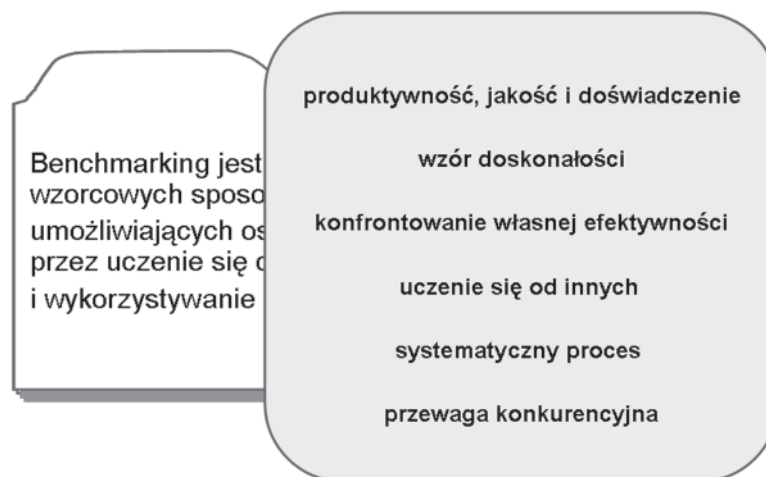 Benchmarking jest
wzorcowych sposo
umożliwiających os
przez uczenie się
i wykorzystywanie
produktywność, jakość i doświadczenie
wzór doskonałości
konfrontowanie własnej efektywności
uczenie się od innych
systematyczny proces
przewaga konkurencyjna